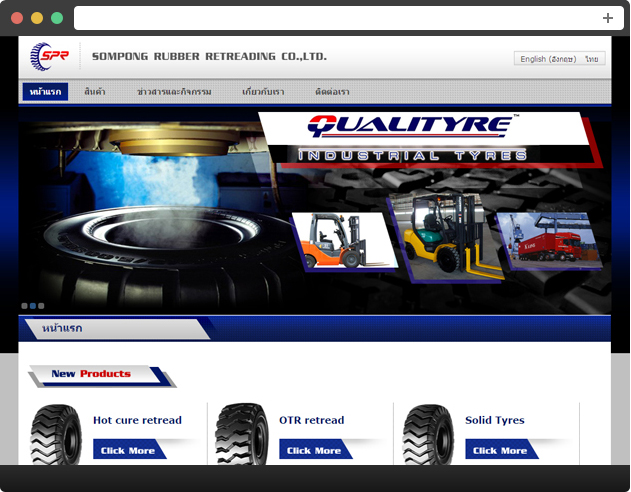 SPR
SOMPONG RUBBER RETREADING CO.,LTD.
English (อังกฤษ) ไทย
หน้าแรก สินค้า ข่าวสารและกิจกรรม เกี่ยวกับเรา ติดต่อเรา
QUALITYRE™
INDUSTRIAL TYRES
หน้าแรก
New Products
Hot cure retread OTR retread Solid Tyres
Click More Click More Click More